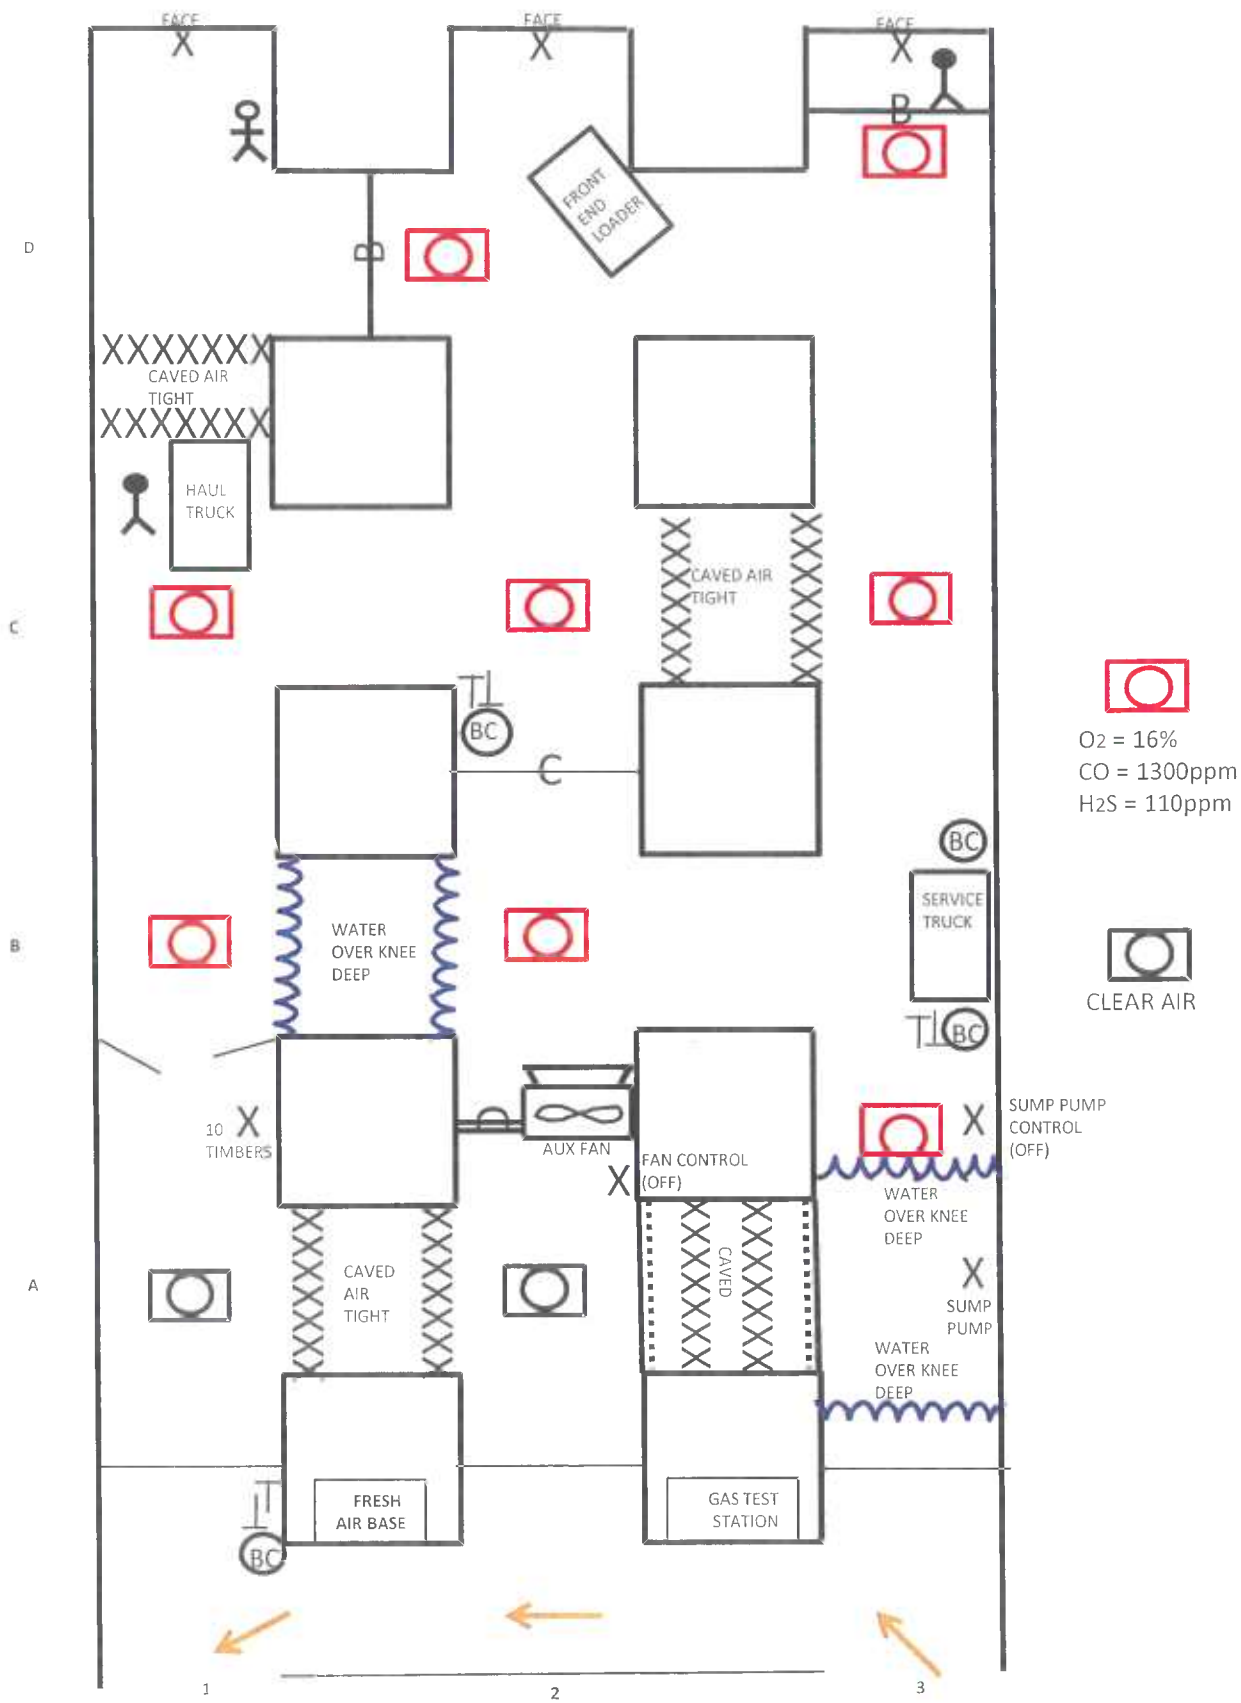 FACE
FACE
FACE
X
X
X
B
FRONT
END
LOADER
D
B
XXXXXXX
CAVED AIR
TIGHT
XXXXXXX
HAUL
TRUCK
CAVED AIR
TIGHT
C
O2 = 16%
CO = 1300ppm
H2S = 110ppm
BC
C
BC
SERVICE
TRUCK
WATER
OVER KNEE
DEEP
B
CLEAR AIR
BC
10
TIMBERS
X
D
AUX FAN
X
FAN CONTROL
(OFF)
X
SUMP PUMP
CONTROL
(OFF)
WATER
OVER KNEE
DEEP
CAVED
AIR
TIGHT
CAVED
A
X
SUMP
PUMP
WATER
OVER KNEE
DEEP
FRESH
AIR BASE
GAS TEST
STATION
BC
1
2
3